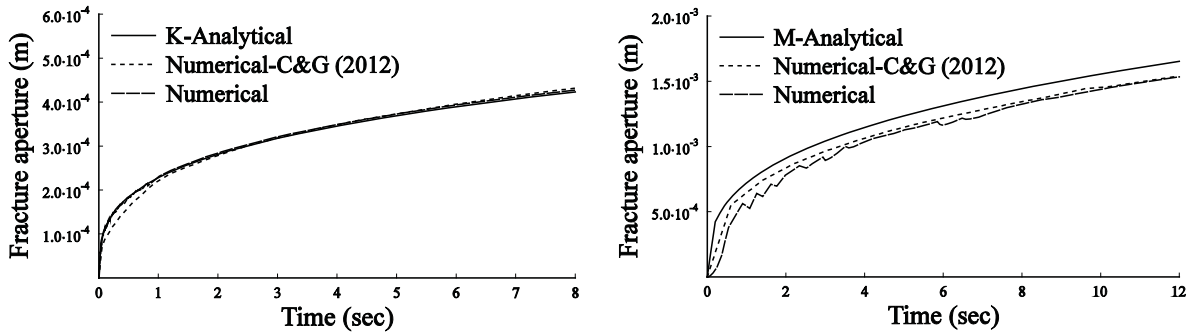 6.0·10⁻⁴
5.0·10⁻⁴
4.0·10⁻⁴
3.0·10⁻⁴
2.0·10⁻⁴
1.0·10⁻⁴
0
Fracture aperture (m)
K-Analytical
Numerical-C&G (2012)
Numerical
0 1 2 3 4 5 6 7 8
Time (sec)
2.0·10⁻³
1.5·10⁻³
1.0·10⁻³
5.0·10⁻⁴
0
Fracture aperture (m)
M-Analytical
Numerical-C&G (2012)
Numerical
0 2 4 6 8 10 12
Time (sec)